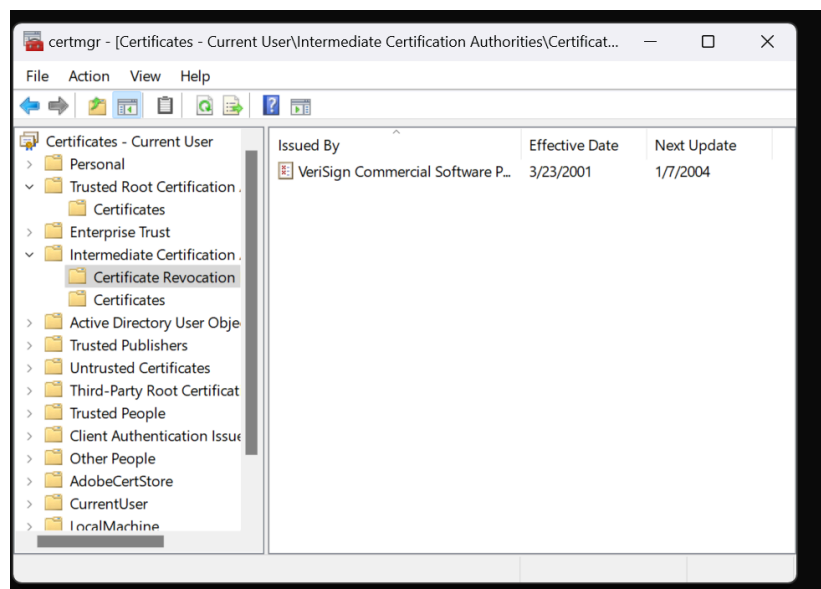 certmgr - [Certificates - Current User\Intermediate Certification Authorities\Certificat...
File Action View Help
Certificates - Current User
Personal
Trusted Root Certification
Certificates
Enterprise Trust
Intermediate Certification
Certificate Revocation
Certificates
Active Directory User Obje
Trusted Publishers
Untrusted Certificates
Third-Party Root Certificat
Trusted People
Client Authentication Issue
Other People
AdobeCertStore
CurrentUser
LocalMachine
Issued By Effective Date Next Update
VeriSign Commercial Software P... 3/23/2001 1/7/2004